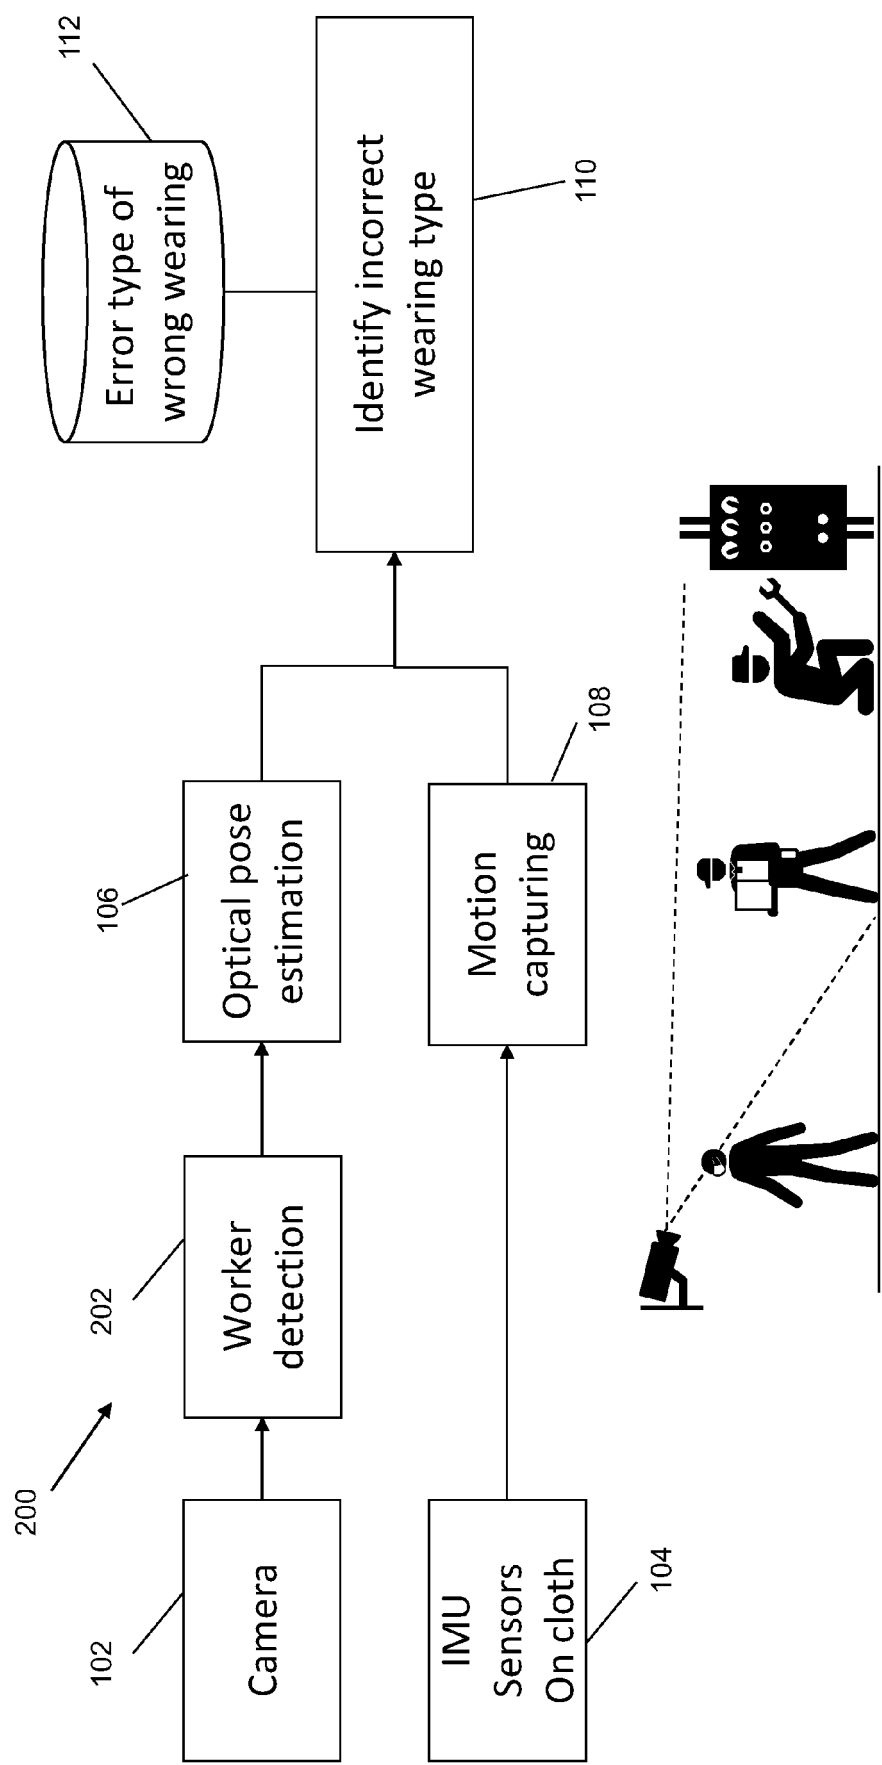 200
102
Camera
202
Worker
detection
106
Optical pose
estimation
112
Error type of
wrong wearing
104
IMU
Sensors
On cloth
108
Motion
capturing
110
Identify incorrect
wearing type